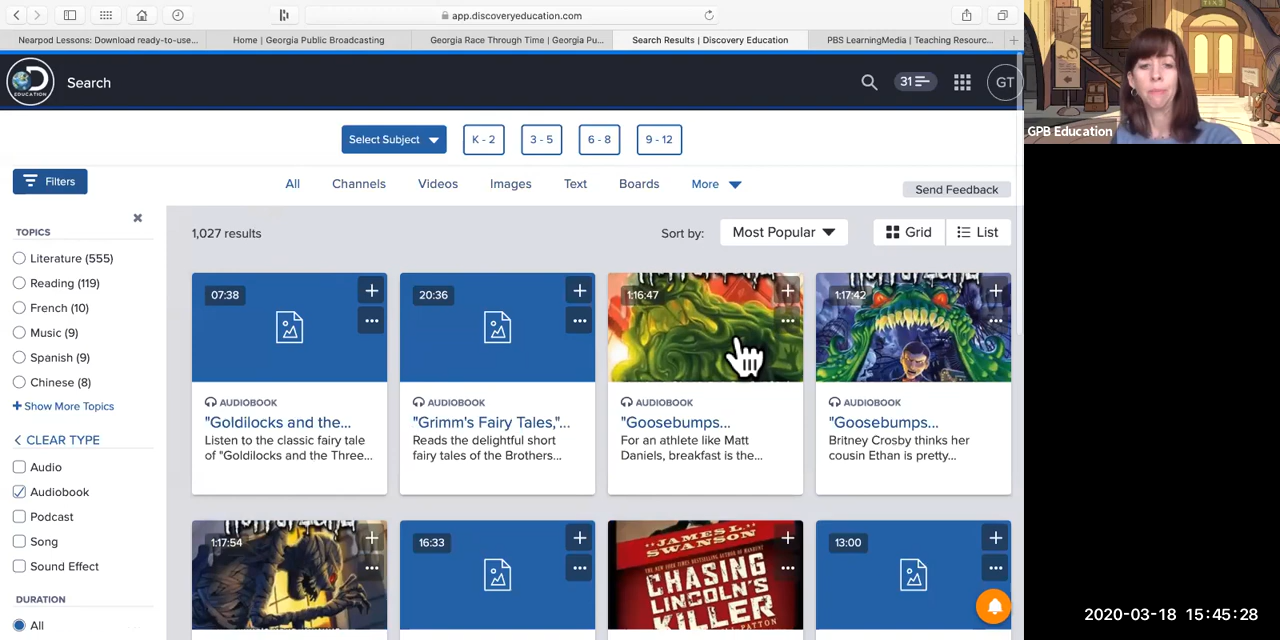 app.discoveryeducation.com
Nearpod Lessons: Download ready-to-use...
Home | Georgia Public Broadcasting
Georgia Race Through Time | Georgia Pu...
Search Results | Discovery Education
PBS LearningMedia | Teaching Resourc...
EDUCATION
Search
31
GT
GPB Education
Select Subject
K - 2
3 - 5
6 - 8
9 - 12
Filters
All
Channels
Videos
Images
Text
Boards
More
Send Feedback
TOPICS
Literature (555)
Reading (119)
French (10)
Music (9)
Spanish (9)
Chinese (8)
+ Show More Topics
CLEAR TYPE
Audio
Audiobook
Podcast
Song
Sound Effect
DURATION
All
1,027 results
Sort by:
Most Popular
Grid
List
07:38
AUDIOBOOK
"Goldilocks and the...
Listen to the classic fairy tale
of "Goldilocks and the Three...
20:36
AUDIOBOOK
"Grimm's Fairy Tales,"...
Reads the delightful short
fairy tales of the Brothers...
1:16:47
AUDIOBOOK
"Goosebumps...
For an athlete like Matt
Daniels, breakfast is the...
1:17:42
AUDIOBOOK
"Goosebumps...
Britney Crosby thinks her
cousin Ethan is pretty...
1:17:54
16:33
JAMES L.
SWANSON
CHASING
LINCOLN'S
KILLER
13:00
2020-03-18 15:45:28